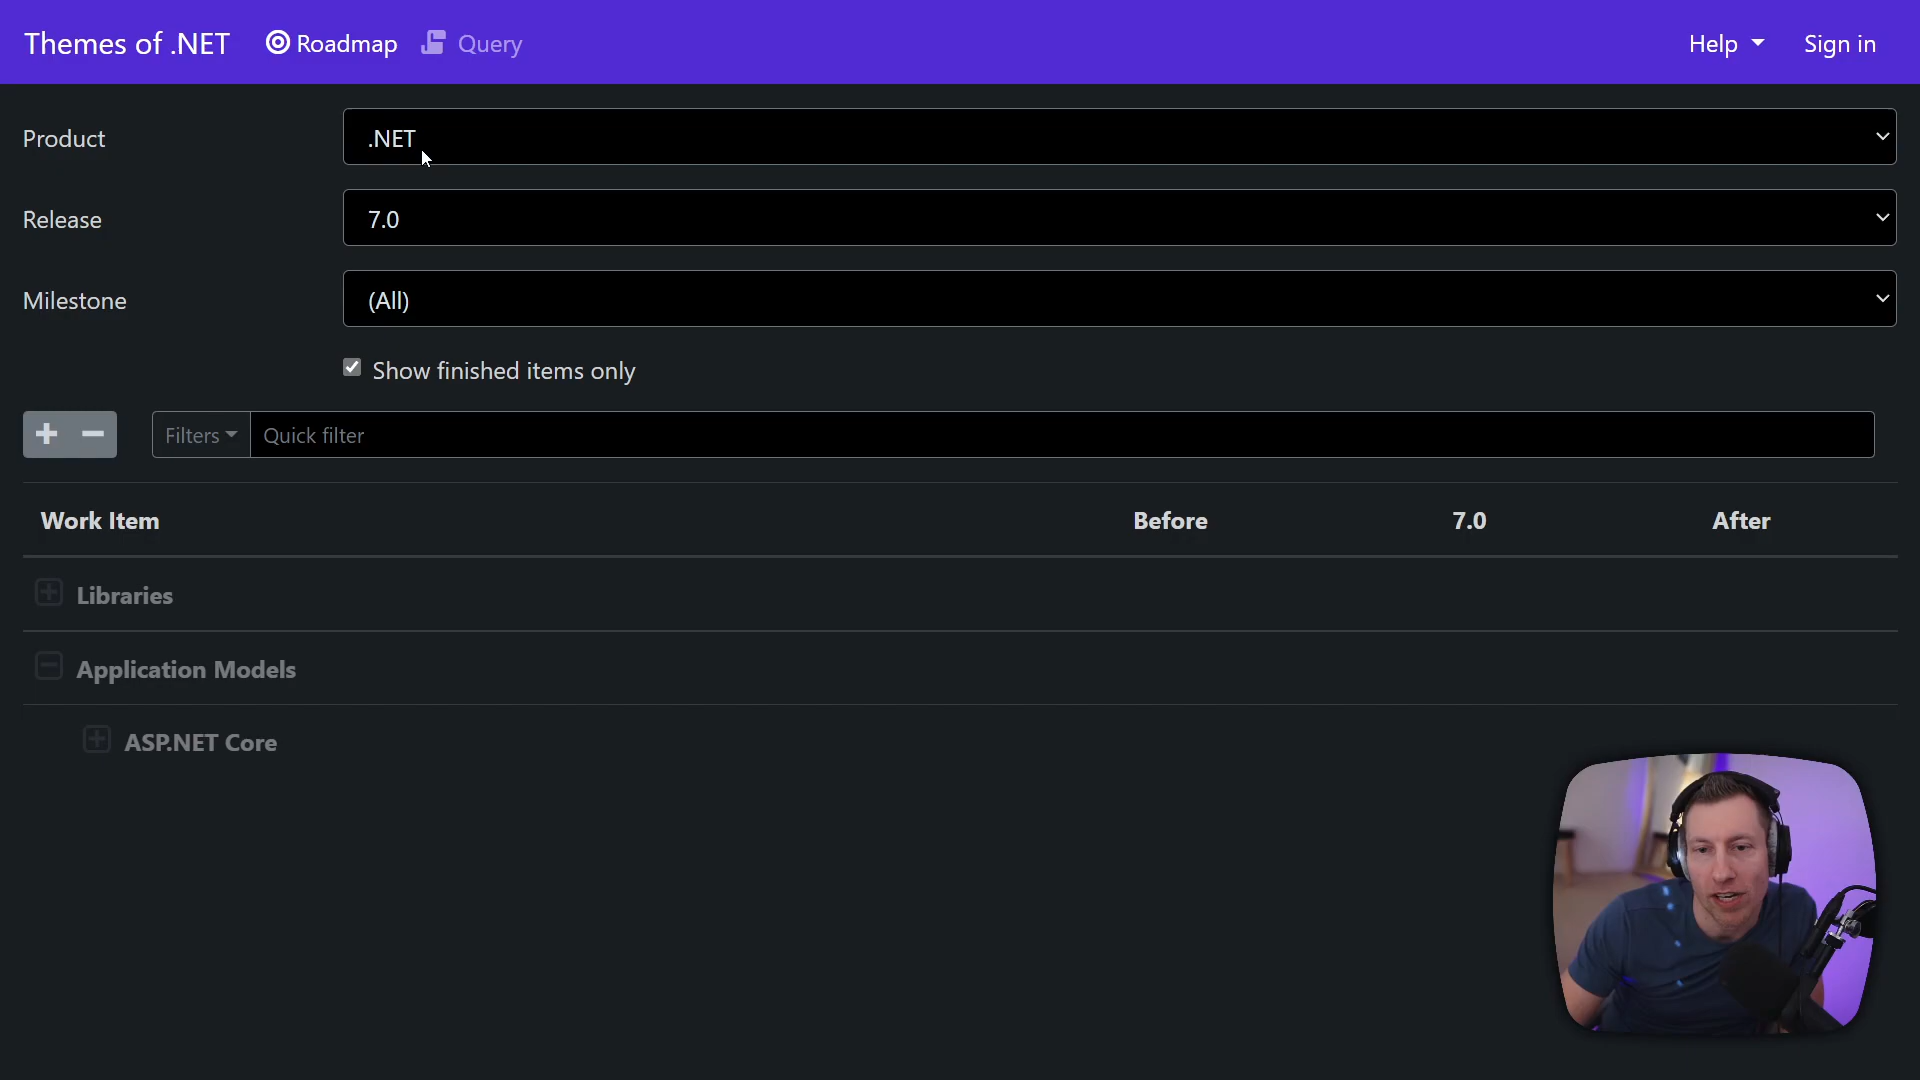 Themes of .NET Roadmap Query Help Sign in
Product .NET
Release 7.0
Milestone (All)
Show finished items only
Filters Quick filter
Work Item Before 7.0 After
Libraries
Application Models
ASP.NET Core